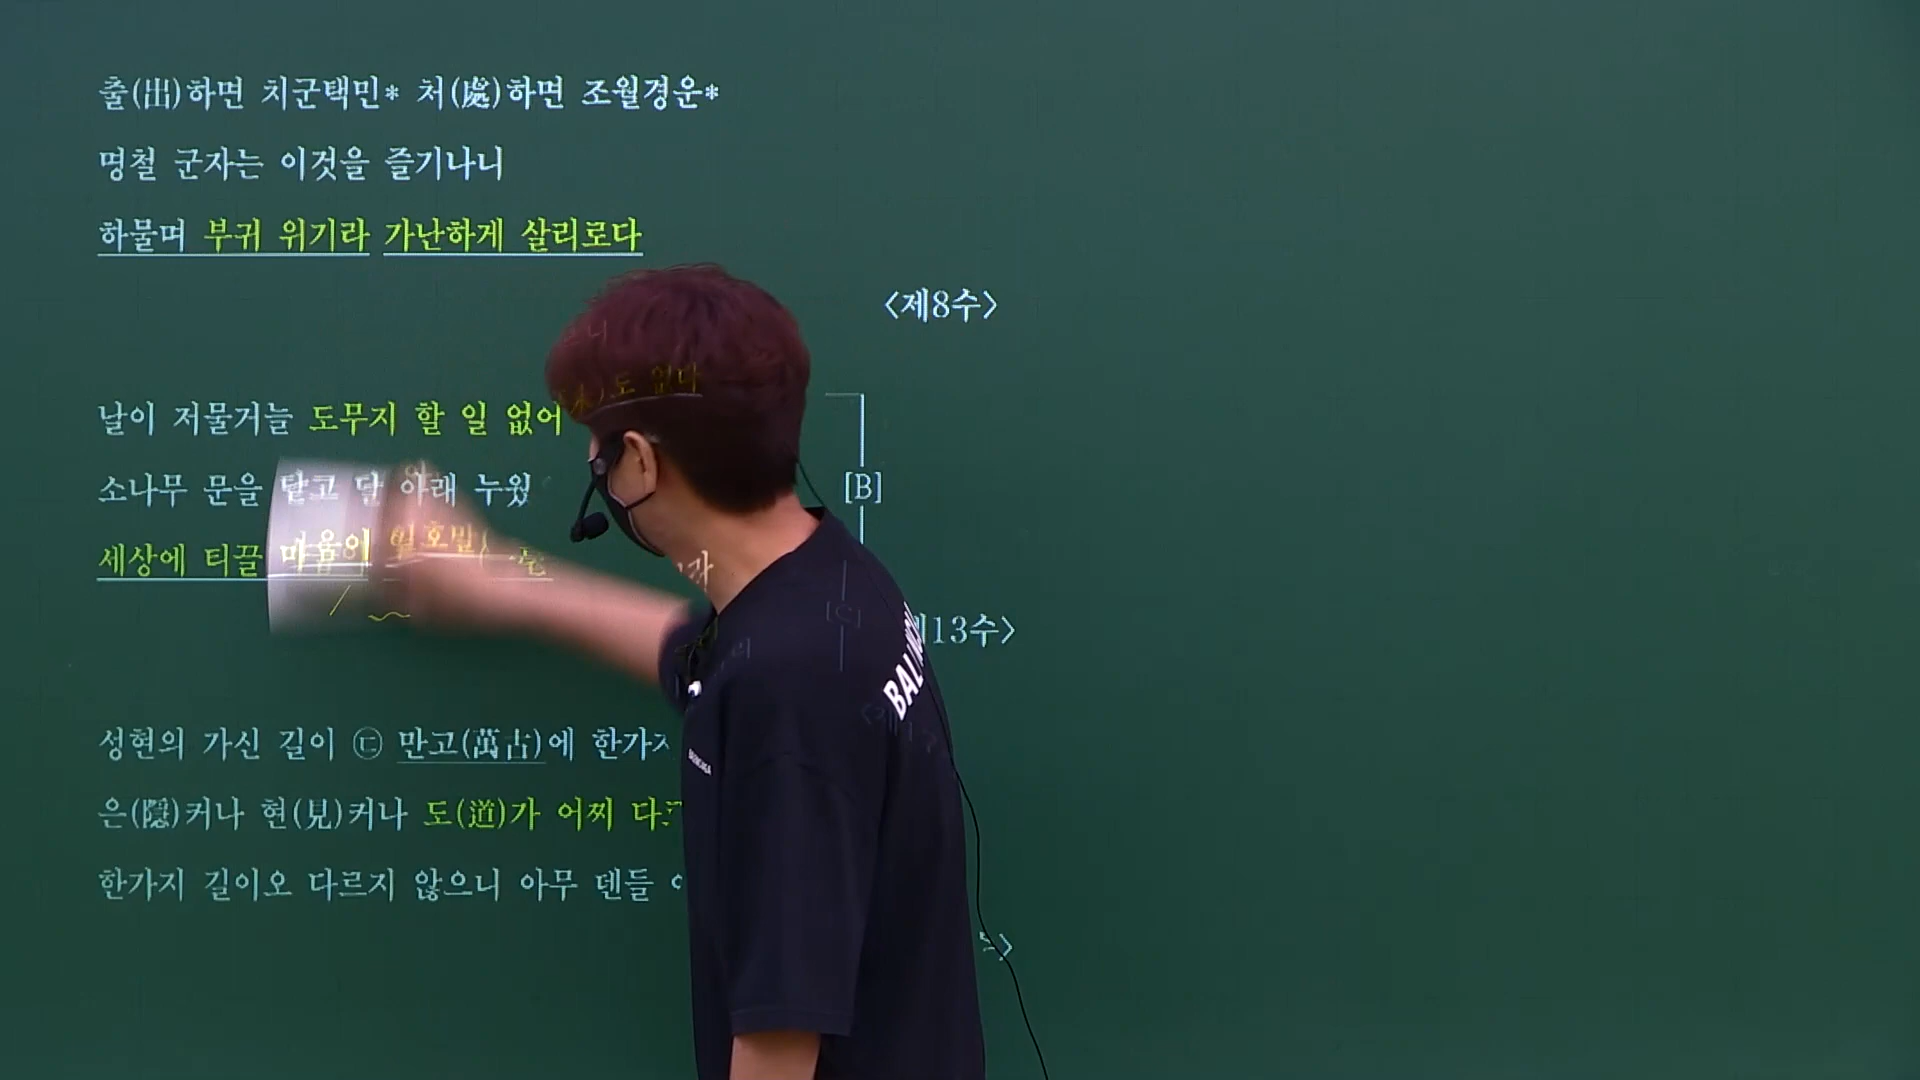 출(出)하면 치군택민* 처(處)하면 조월경운*
명철 군자는 이것을 즐기나니
하물며 부귀 위기라 가난하게 살리로다
<제8수>
날이 저물거늘 도무지 할 일 없어
소나무 문을 닫고 달 아래 누웠
[B]
세상에 티끌 마음이
13수>
성현의 가신 길이 ㉢ 만고(萬古)에
은(隱)커나 현(見)커나 도(道)가 어찌
한가지 길이오 다르지 않으니 아무 덴들